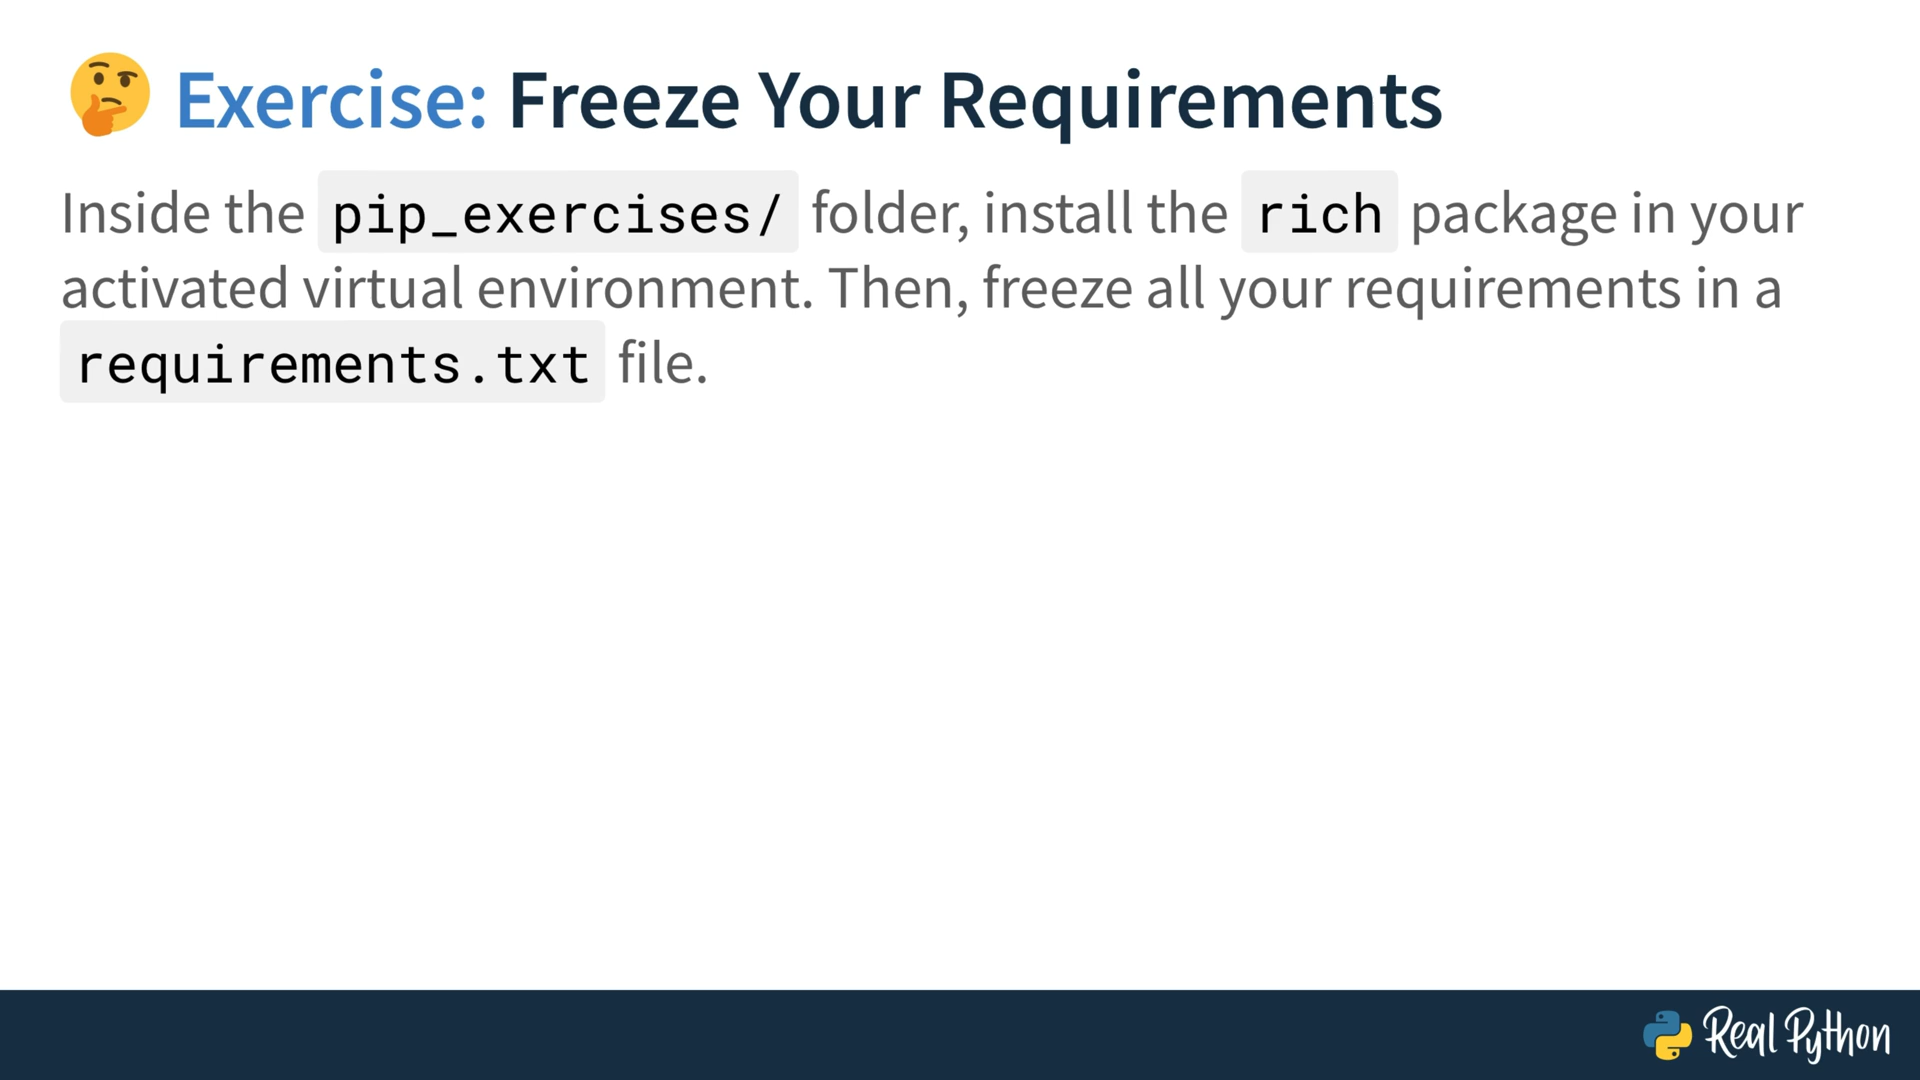 Exercise: Freeze Your Requirements
Inside the pip_exercises/ folder, install the rich package in your
activated virtual environment. Then, freeze all your requirements in a
requirements.txt file.
Real Python